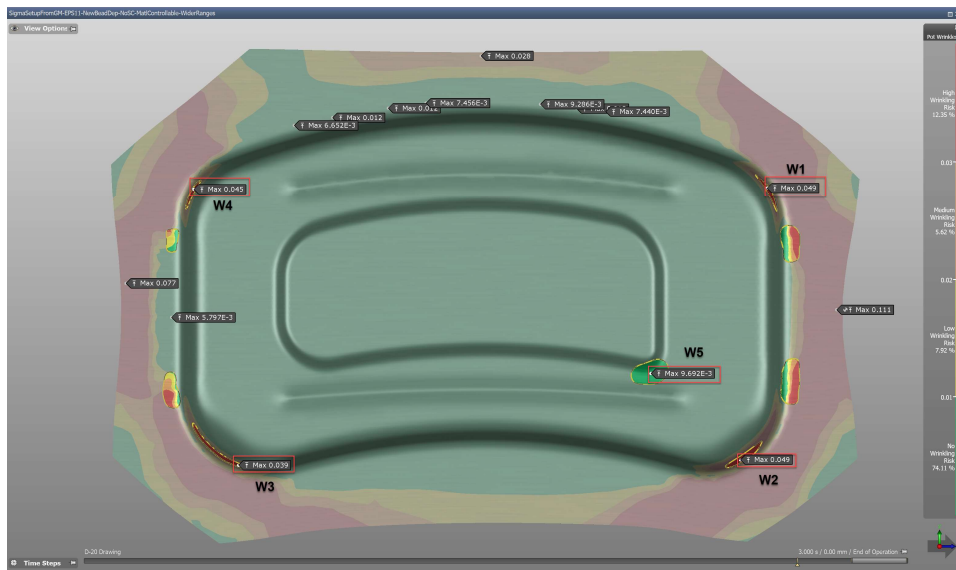 SigmaSetupFromGM-EPS11-NewBeadDep-NoSC-MatlControllable-WiderRanges
View Options
Pot Wrinkle
Max 0.028
Max 7.456E-3
Max 9.286E-3
Max 0.012
Max 7.440E-3
Max 0.012
Max 6.652E-3
High
Wrinkling
Risk
12.35 %
0.03
W1
Max 0.045
Max 0.049
W4
Medium
Wrinkling
Risk
5.62 %
Max 0.077
0.02
Max 0.111
Max 5.797E-3
Low
Wrinkling
Risk
7.92 %
W5
Max 9.692E-3
0.01
No
Wrinkling
Risk
74.11 %
Max 0.039
Max 0.049
W3
W2
D-20 Drawing
3.000 s / 0.00 mm / End of Operation
Time Steps